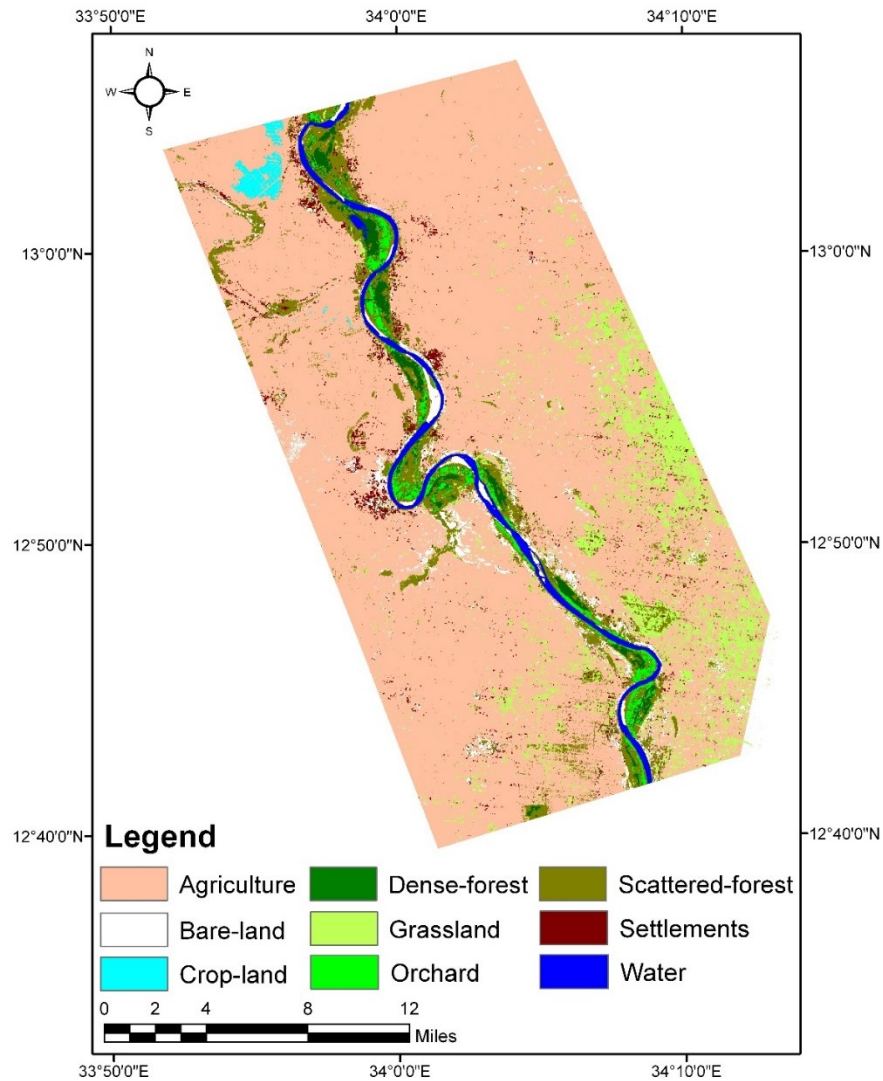 33°50'0"E 34°0'0"E 34°10'0"E
N
W E
S
13°0'0"N 13°0'0"N
12°50'0"N 12°50'0"N
12°40'0"N 12°40'0"N
Legend
Agriculture Dense-forest Scattered-forest
Bare-land Grassland Settlements
Crop-land Orchard Water
0 2 4 8 12
Miles
33°50'0"E 34°0'0"E 34°10'0"E